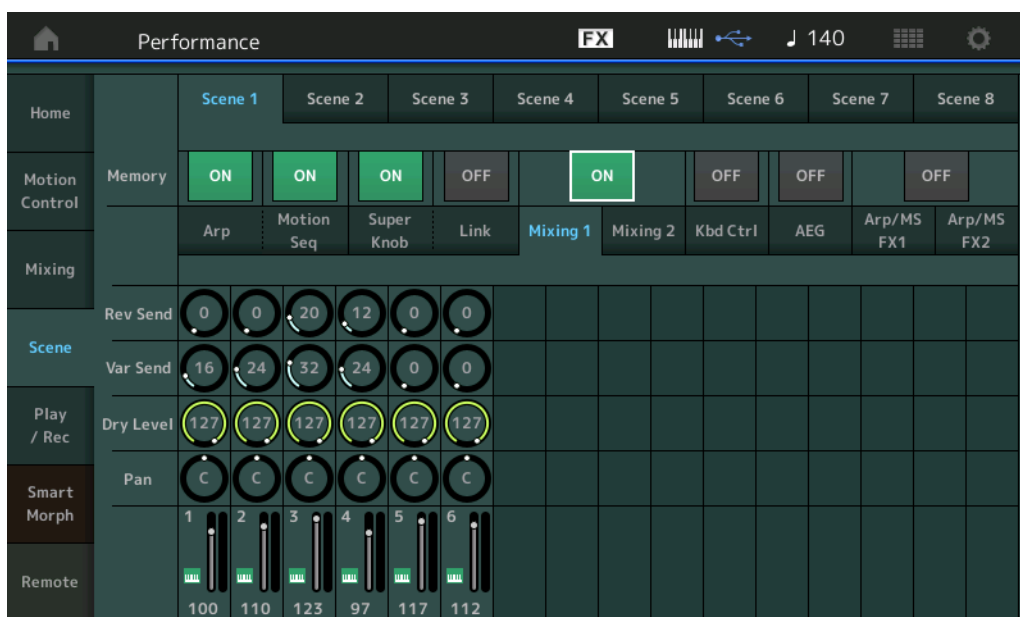 Performance FX 140
Scene 1 Scene 2 Scene 3 Scene 4 Scene 5 Scene 6 Scene 7 Scene 8
Home
Motion
Control
Memory ON ON ON OFF ON OFF OFF OFF
Arp Motion
Seq Super
Knob Link Mixing 1 Mixing 2 Kbd Ctrl AEG Arp/MS
FX1 Arp/MS
FX2
Mixing
Rev Send 0 0 20 12 0 0
Scene
Var Send 16 24 32 24 0 0
Play
/ Rec
Dry Level 127 127 127 127 127 127
Pan C C C C C C
Smart
Morph
1 2 3 4 5 6
Remote
100 110 123 97 117 112